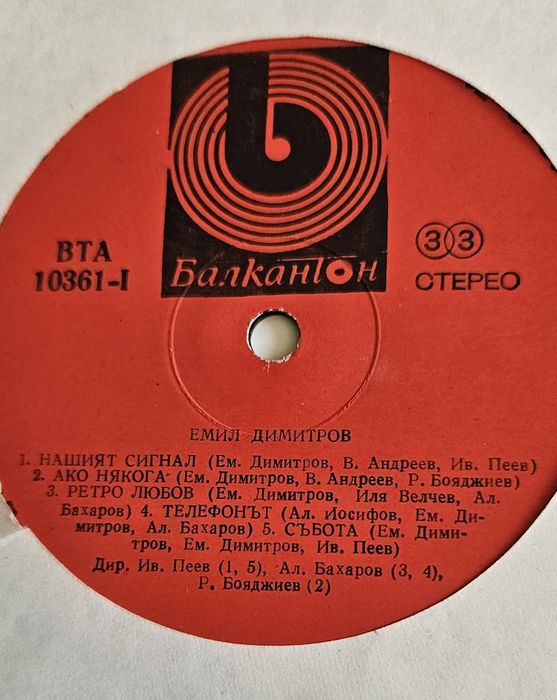 Балкантон
ВТА
10361-I
33
СТЕРЕО
ЕМИЛ ДИМИТРОВ
1. НАШИЯТ СИГНАЛ (Ем. Димитров, В. Андреев, Ив. Пеев)
2. АКО НЯКОГА (Ем. Димитров, В. Андреев, Р. Бояджиев)
3. РЕТРО ЛЮБОВ (Ем. Димитров, Илия Велчев, Ал.
Бахаров) 4. ТЕЛЕФОНЪТ (Ал. Иосифов, Ем. Ди-
митров, Ал. Бахаров) 5. СЪБОТА (Ем. Дими-
тров, Ем. Димитров, Ив. Пеев)
Дир. Ив. Пеев (1, 5), Ал. Бахаров (3, 4),
Р. Бояджиев (2)